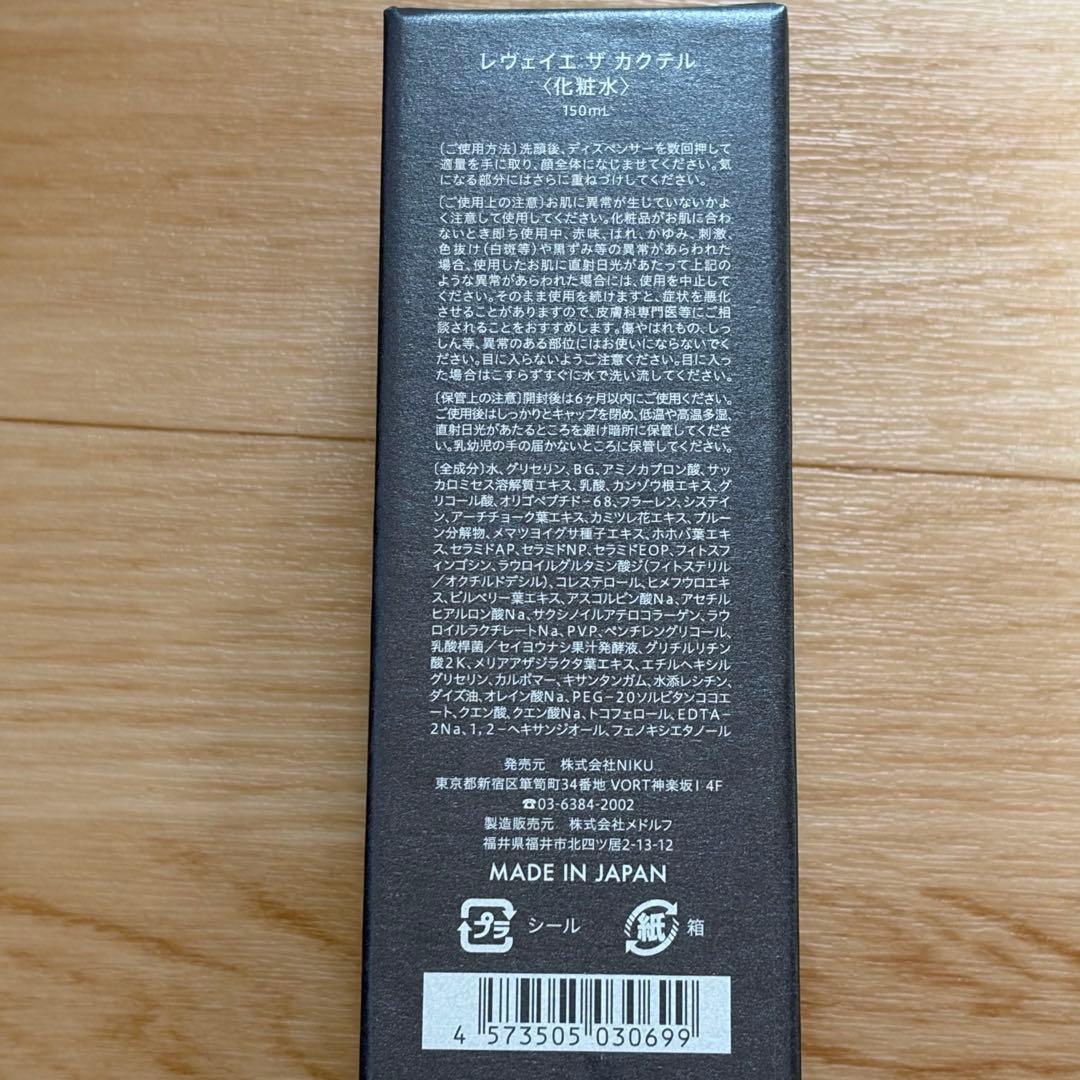 レヴェイエ ザ カクテル
〈化粧水〉
150mL
〔ご使用方法〕洗顔後、ディスペンサーを数回押して
適量を手に取り、顔全体になじませてください。気
になる部分にはさらに重ねづけしてください。
〔ご使用上の注意〕お肌に異常が生じていないかよ
く注意して使用してください。化粧品がお肌に合わ
ないとき即ち使用中、赤味、はれ、かゆみ、刺激、
色抜け(白斑等)や黒ずみ等の異常があらわれた
場合、使用したお肌に直射日光があたって上記の
ような異常があらわれた場合には、使用を中止して
ください。そのまま使用を続けますと、症状を悪化
させることがありますので、皮膚科専門医等にご相
談されることをおすすめします。傷やはれもの、しっ
しん等、異常のある部位にはお使いにならないでく
ださい。目に入らないようご注意ください。目に入っ
た場合はこすらずすぐに水で洗い流してください。
〔保管上の注意〕開封後は6ヶ月以内にご使用ください。
ご使用後はしっかりとキャップを閉め、低温や高温多湿、
直射日光があたるところを避け暗所に保管してくださ
い。乳幼児の手の届かないところに保管してください。
〔全成分〕水、グリセリン、BG、アミノカプロン酸、サッ
カロミセス溶解質エキス、乳酸、カンゾウ根エキス、グ
リコール酸、オリゴペプチド-68、フラーレン、システイ
ン、アーチチョーク葉エキス、カミツレ花エキス、プルー
ン分解物、メマツヨイグサ種子エキス、ホホバ葉エキ
ス、セラミドAP、セラミドNP、セラミドEOP、フィトスフ
ィンゴシン、ラウロイルグルタミン酸ジ(フィトステリル
/オクチルドデシル)、コレステロール、ヒメフウロエキ
ス、ビルベリー葉エキス、アスコルビン酸Na、アセチル
ヒアルロン酸Na、サクシノイルアテロコラーゲン、ラウ
ロイルラクチレートNa、PVP、ペンチレングリコール、
乳酸桿菌/セイヨウナシ果汁発酵液、グリチルリチン
酸2K、メリアアザジラクタ葉エキス、エチルヘキシル
グリセリン、カルボマー、キサンタンガム、水添レシチン、
ダイズ油、オレイン酸Na、PEG-20ソルビタンココエ
ート、クエン酸、クエン酸Na、トコフェロール、EDTA-
2Na、1,2-ヘキサンジオール、フェノキシエタノール
発売元 株式会社NIKU
東京都新宿区箪笥町34番地 VORT神楽坂I 4F
☎03-6384-2002
製造販売元 株式会社メドルフ
福井県福井市北四ツ居2-13-12
MADE IN JAPAN
プラ シール 紙 箱
4 573505 030699